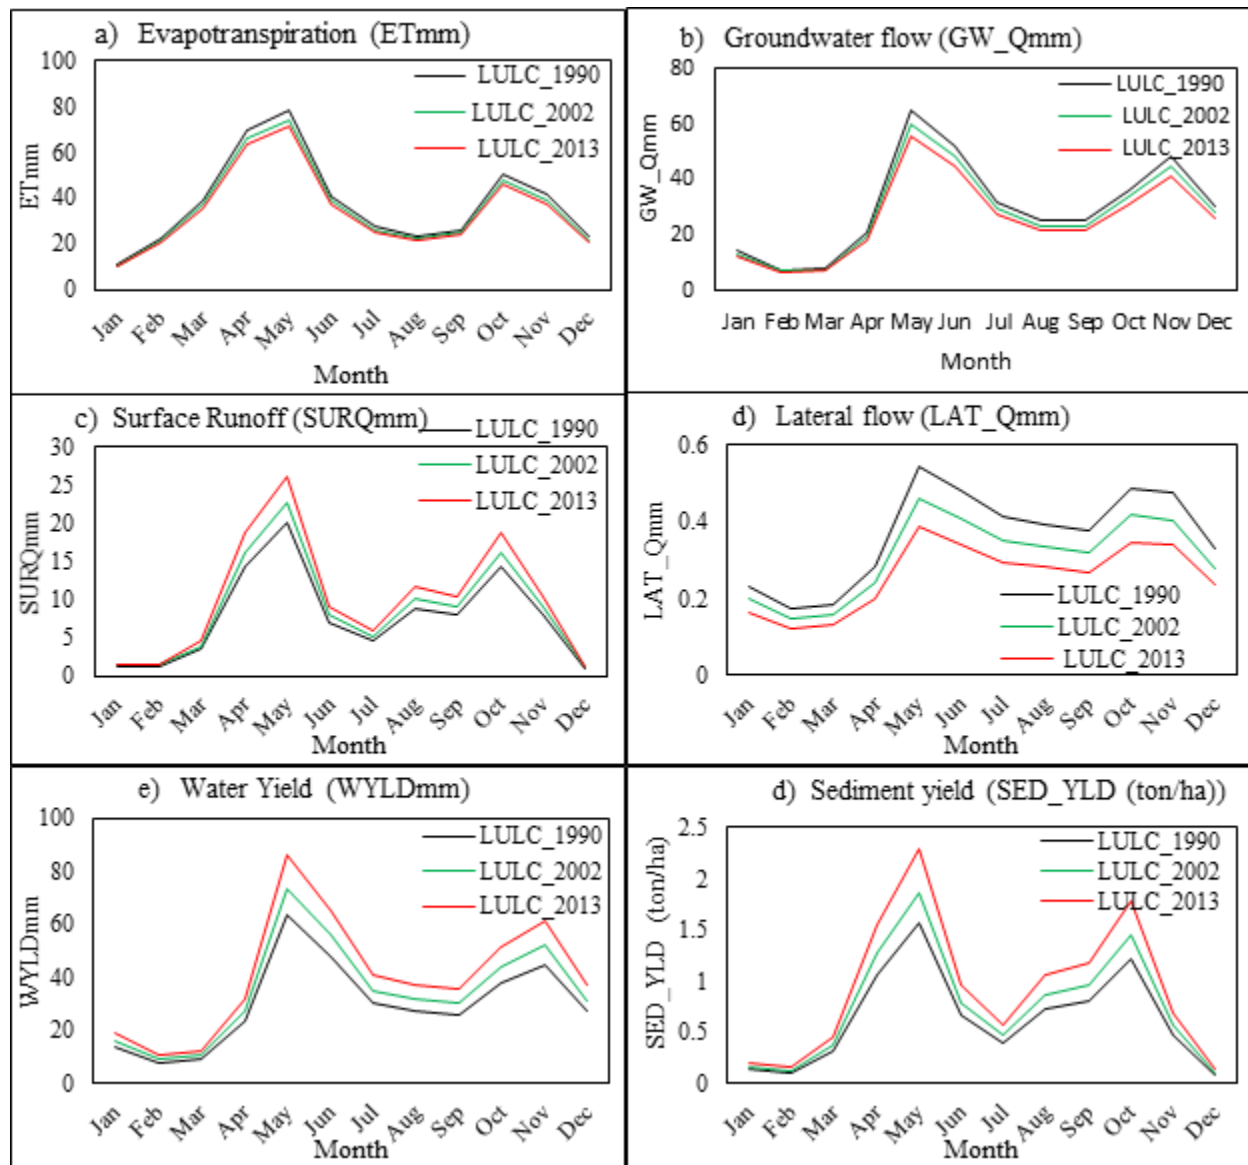 a) Evapotranspiration (ETmm)
100
80
60
40
20
0
ETmm
LULC_1990
LULC_2002
LULC_2013
Jan Feb Mar Apr May Jun Jul Aug Sep Oct Nov Dec
Month
b) Groundwater flow (GW_Qmm)
80
60
40
20
0
GW_Qmm
LULC_1990
LULC_2002
LULC_2013
Jan Feb Mar Apr May Jun Jul Aug Sep Oct Nov Dec
Month
c) Surface Runoff (SURQmm)
30
25
20
15
10
5
0
SURQmm
LULC_1990
LULC_2002
LULC_2013
Jan Feb Mar Apr May Jun Jul Aug Sep Oct Nov Dec
Month
d) Lateral flow (LAT_Qmm)
0.6
0.4
0.2
0
LAT_Qmm
LULC_1990
LULC_2002
LULC_2013
Jan Feb Mar Apr May Jun Jul Aug Sep Oct Nov Dec
Month
e) Water Yield (WYLDmm)
100
80
60
40
20
0
WYLDmm
LULC_1990
LULC_2002
LULC_2013
Jan Feb Mar Apr May Jun Jul Aug Sep Oct Nov Dec
Month
d) Sediment yield (SED_YLD (ton/ha))
2.5
2
1.5
1
0.5
0
SED_YLD (ton/ha)
LULC_1990
LULC_2002
LULC_2013
Jan Feb Mar Apr May Jun Jul Aug Sep Oct Nov Dec
Month